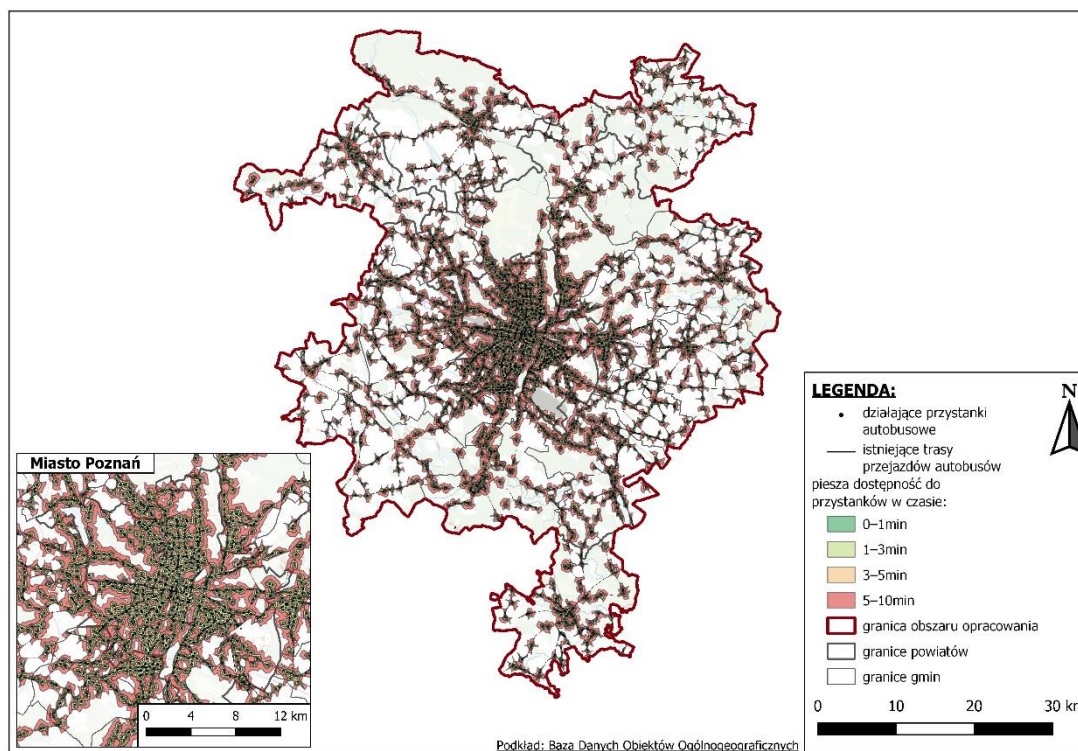 LEGENDA:
N
działające przystanki
autobusowe
istniejące trasy
przejazdów autobusów
piesza dostępność do
przystanków w czasie:
0–1min
1–3min
3–5min
5–10min
granica obszaru opracowania
granice powiatów
granice gmin
0 10 20 30 km
Miasto Poznań
0 4 8 12 km
Podkład: Baza Danych Obiektów Ogólnogeograficznych